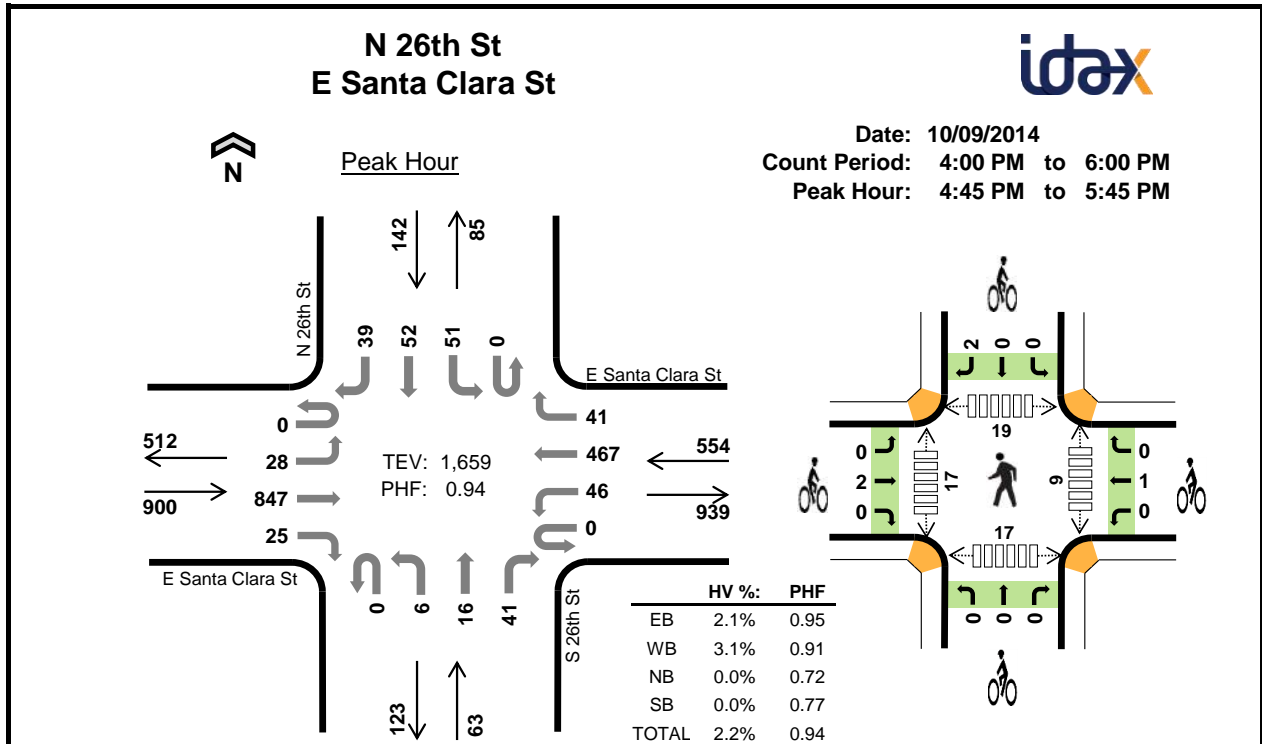 N 26th St
E Santa Clara St
idax
N
Peak Hour
Date: 10/09/2014
Count Period: 4:00 PM to 6:00 PM
Peak Hour: 4:45 PM to 5:45 PM
142
85
N 26th St
39
52
51
0
E Santa Clara St
0
28
847
25
512
900
TEV: 1,659
PHF: 0.94
41
467
46
0
554
939
E Santa Clara St
0
6
16
41
S 26th St
123
63
HV %: PHF
EB 2.1% 0.95
WB 3.1% 0.91
NB 0.0% 0.72
SB 0.0% 0.77
TOTAL 2.2% 0.94
2
0
0
19
0
2
0
17
9
0
1
0
17
0
0
0